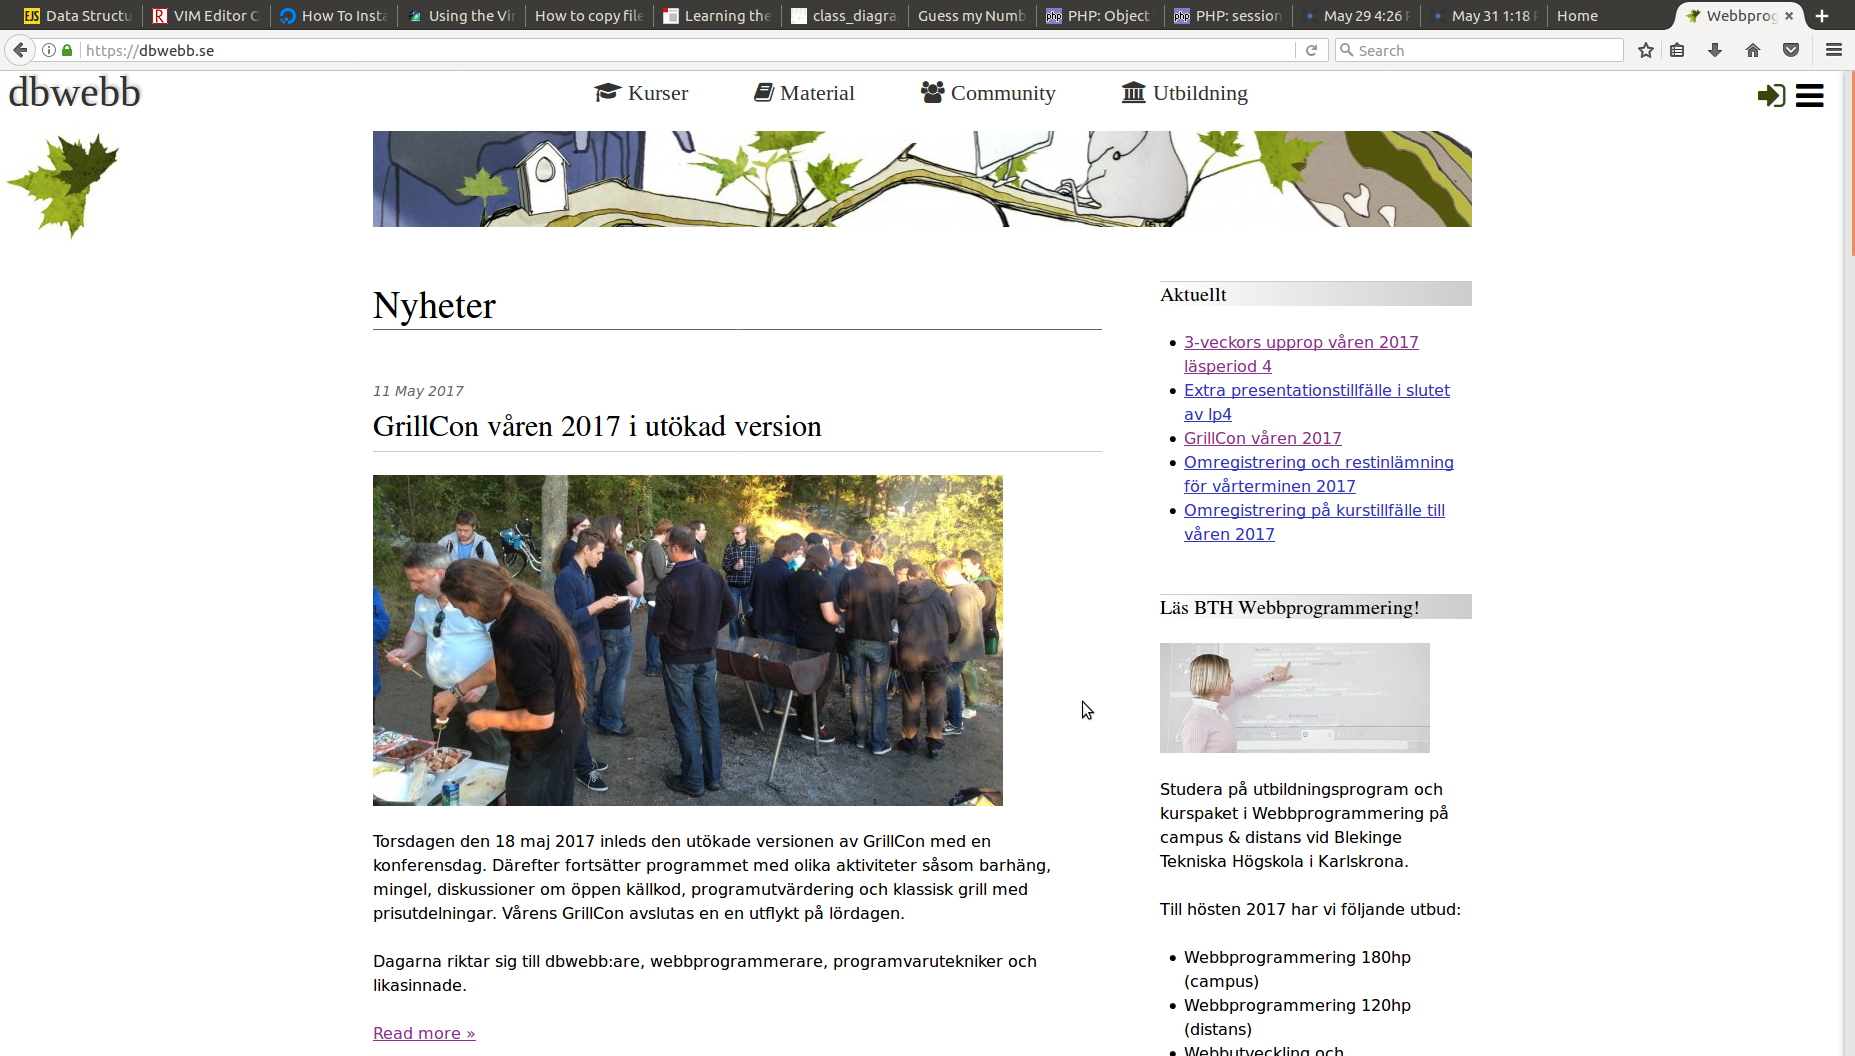 Data Structu
VIM Editor C
How To Insta
Using the Vir
How to copy file
Learning the
class_diagra
Guess my Numb
PHP: Object
PHP: session
May 29 4:26 P
May 31 1:18 P
Home
Webbprog
https://dbwebb.se
Search
dbwebb
Kurser
Material
Community
Utbildning
Nyheter
11 May 2017
GrillCon våren 2017 i utökad version
Torsdagen den 18 maj 2017 inleds den utökade versionen av GrillCon med en
konferensdag. Därefter fortsätter programmet med olika aktiviteter såsom barhäng,
mingel, diskussioner om öppen källkod, programutvärdering och klassisk grill med
prisutdelningar. Vårens GrillCon avslutas en en utflykt på lördagen.
Dagarna riktar sig till dbwebb:are, webbprogrammerare, programvarutekniker och
likasinnade.
Read more »
Aktuellt
3-veckors upprop våren 2017
läsperiod 4
Extra presentationstillfälle i slutet
av lp4
GrillCon våren 2017
Omregistrering och restinlämning
för vårterminen 2017
Omregistrering på kurstillfälle till
våren 2017
Läs BTH Webbprogrammering!
Studera på utbildningsprogram och
kurspaket i Webbprogrammering på
campus & distans vid Blekinge
Tekniska Högskola i Karlskrona.
Till hösten 2017 har vi följande utbud:
Webbprogrammering 180hp
(campus)
Webbprogrammering 120hp
(distans)
Webbutveckling och